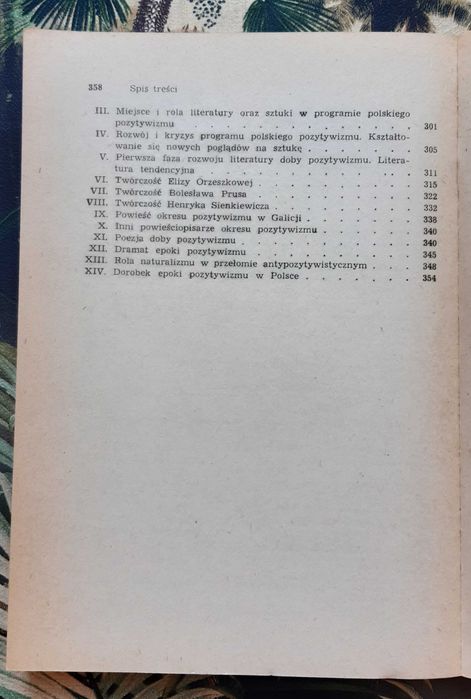 358 Spis treści
III. Miejsce i rola literatury oraz sztuki w programie polskiego
pozytywizmu . . . . . . . . . . . . . 301
IV. Rozwój i kryzys programu polskiego pozytywizmu. Kształto-
wanie się nowych poglądów na sztukę . . . . . . . 305
V. Pierwsza faza rozwoju literatury doby pozytywizmu. Litera-
tura tendencyjna . . . . . . . . . . . . 311
VI. Twórczość Elizy Orzeszkowej . . . . . . . . . 315
VII. Twórczość Bolesława Prusa . . . . . . . . . 322
VIII. Twórczość Henryka Sienkiewicza . . . . . . . . 332
IX. Powieść okresu pozytywizmu w Galicji . . . . . . . 338
X. Inni powieściopisarze okresu pozytywizmu . . . . . . 340
XI. Poezja doby pozytywizmu . . . . . . . . . . 340
XII. Dramat epoki pozytywizmu . . . . . . . . . 345
XIII. Rola naturalizmu w przełomie antypozytywistycznym . . . . 348
XIV. Dorobek epoki pozytywizmu w Polsce . . . . . . . 354